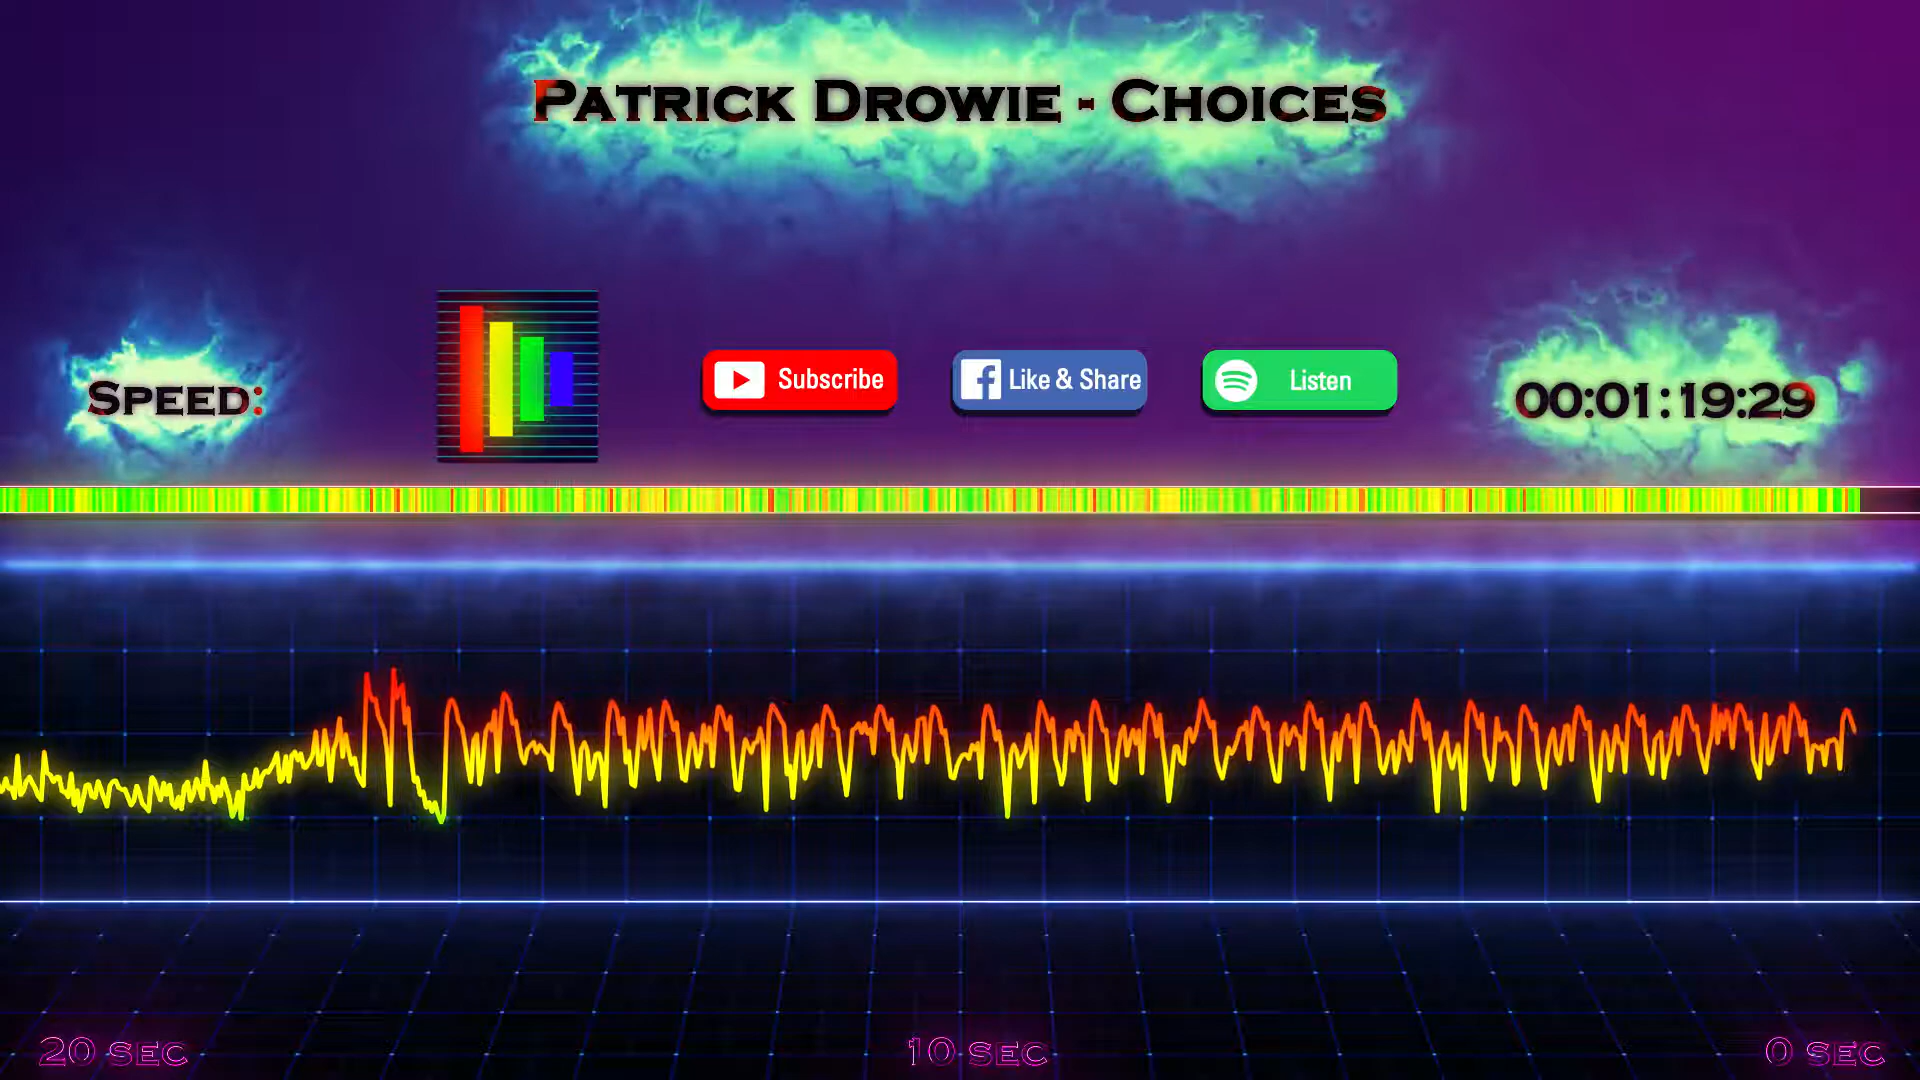 Patrick Drowie - Choices
Speed:
Subscribe
Like & Share
Listen
00:01:19:29
20 sec
10 sec
0 sec